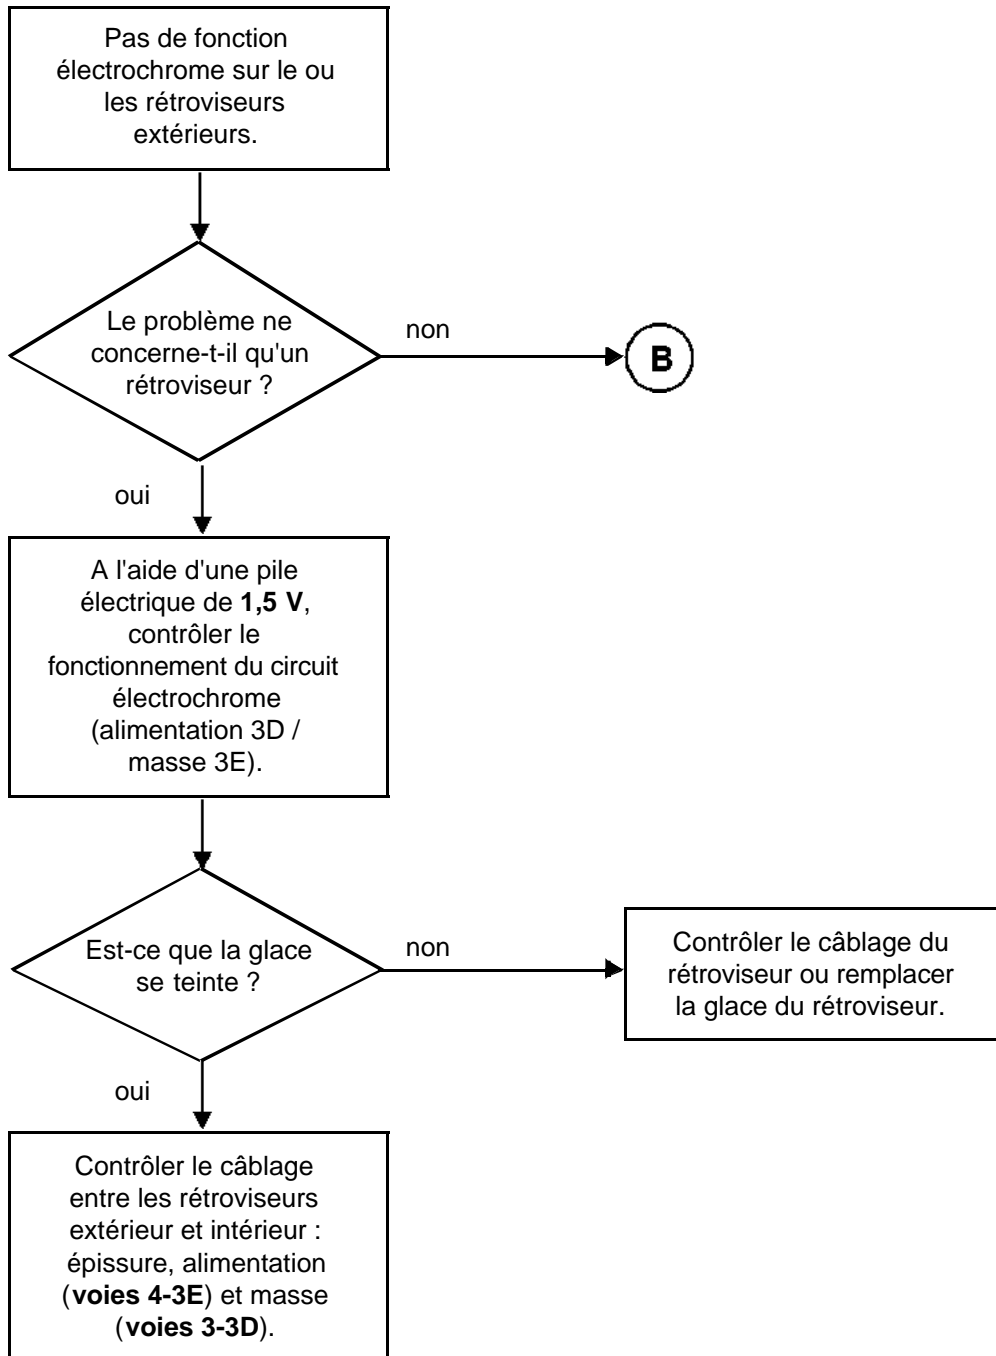 Pas de fonction
électrochrome sur le ou
les rétroviseurs
extérieurs.
Le problème ne
concerne-t-il qu'un
rétroviseur ?
non
B
oui
A l'aide d'une pile
électrique de 1,5 V,
contrôler le
fonctionnement du circuit
électrochrome
(alimentation 3D /
masse 3E).
Est-ce que la glace
se teinte ?
non
Contrôler le câblage du
rétroviseur ou remplacer
la glace du rétroviseur.
oui
Contrôler le câblage
entre les rétroviseurs
extérieur et intérieur :
épissure, alimentation
(voies 4-3E) et masse
(voies 3-3D).